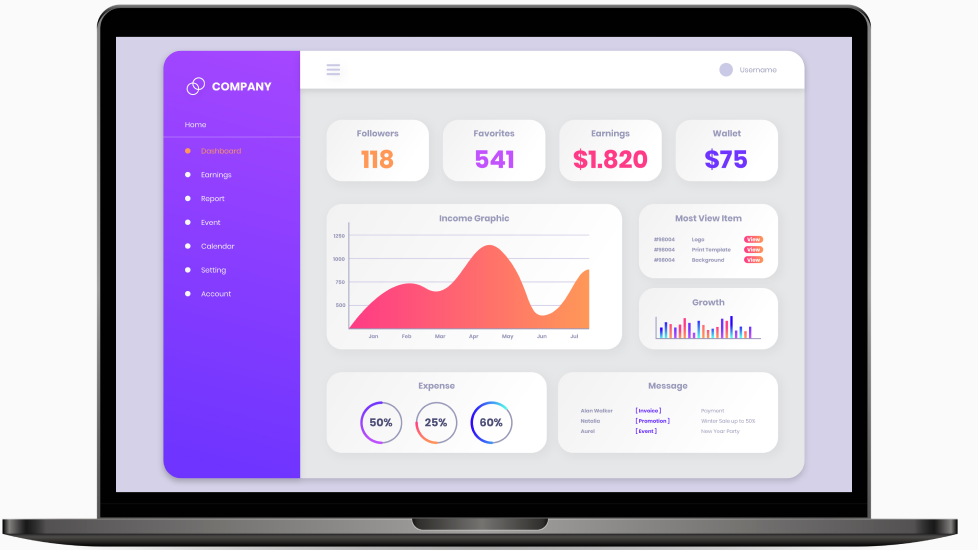 COMPANY
Username
Home
Dashboard
Earnings
Report
Event
Calendar
Setting
Account
Followers
118
Favorites
541
Earnings
$1.820
Wallet
$75
Income Graphic
1250
1000
750
500
Jan Feb Mar Apr May Jun Jul
Most View Item
#98004 Logo View
#98004 Print Template View
#98004 Background View
Growth
Expense
50% 25% 60%
Message
Alan Walker [ Invoice ] Payment
Natalia [ Promotion ] Winter Sale up to 50%
Aurel [ Event ] New Year Party